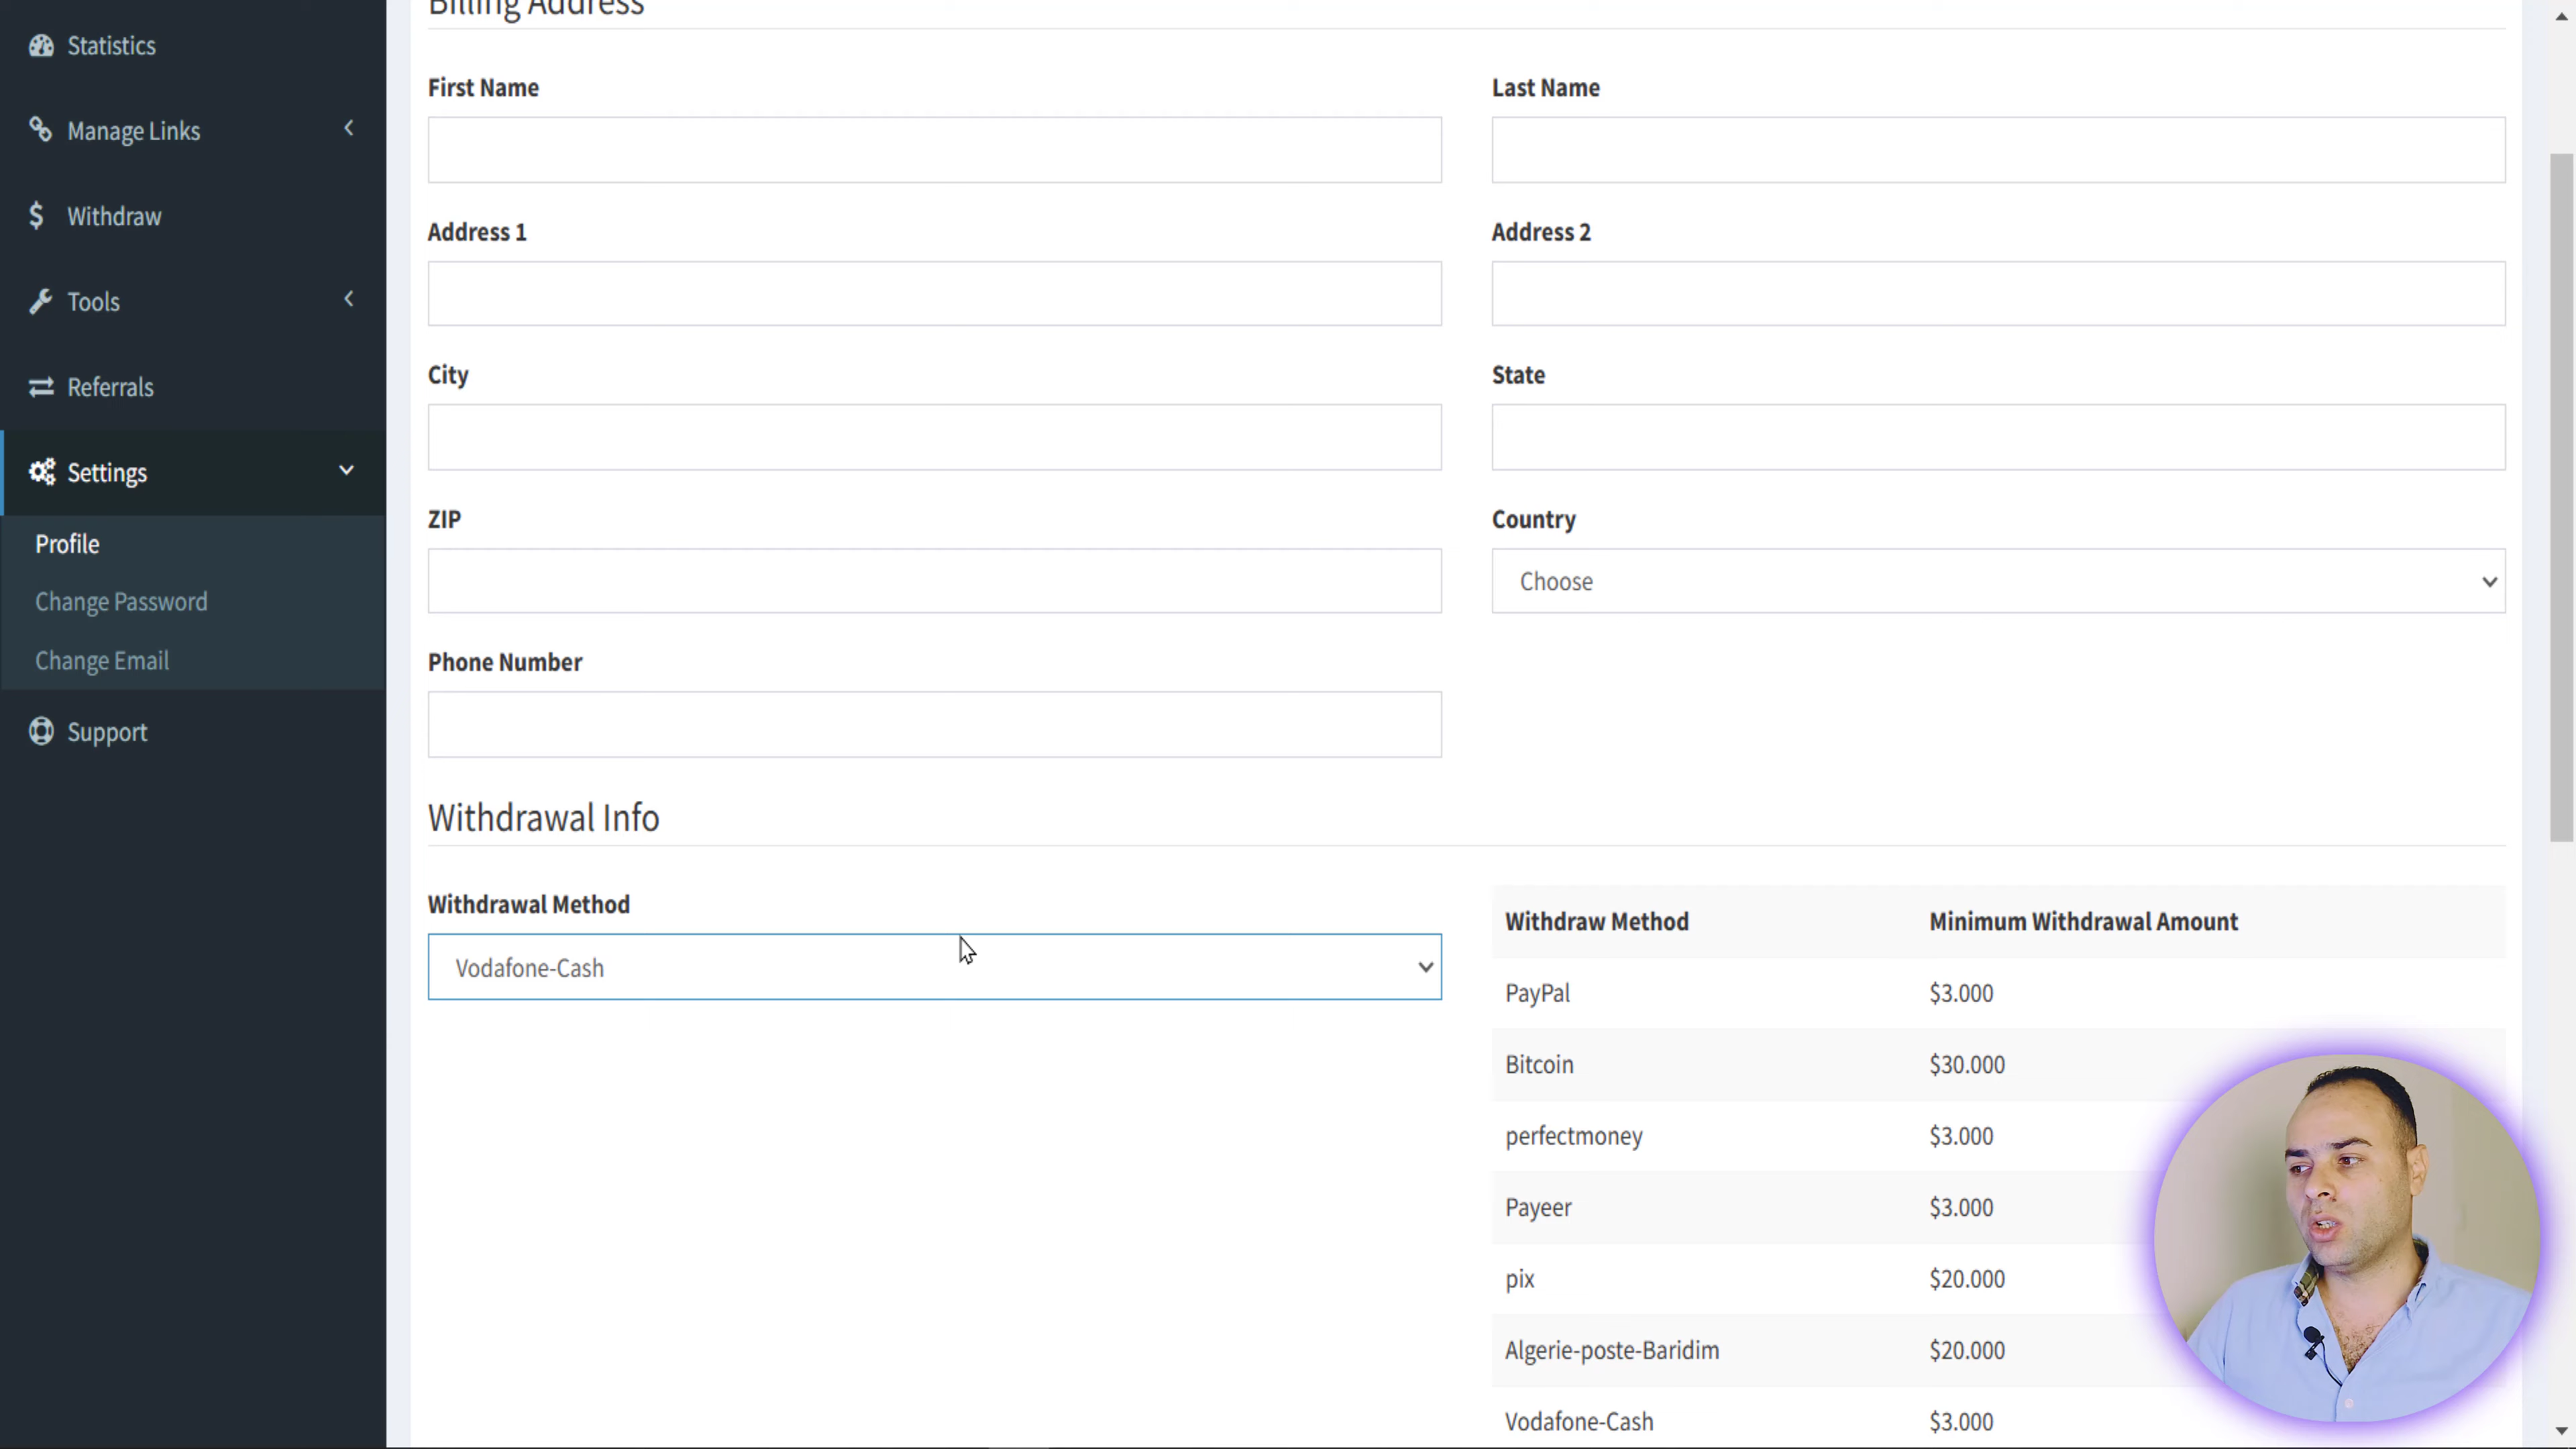 Billing Address
Statistics
Manage Links
Withdraw
Tools
Referrals
Settings
Profile
Change Password
Change Email
Support
First Name
Last Name
Address 1
Address 2
City
State
ZIP
Country
Choose
Phone Number
Withdrawal Info
Withdrawal Method
Vodafone-Cash
Withdraw Method Minimum Withdrawal Amount
PayPal $3.000
Bitcoin $30.000
perfectmoney $3.000
Payeer $3.000
pix $20.000
Algerie-poste-Baridim $20.000
Vodafone-Cash $3.000